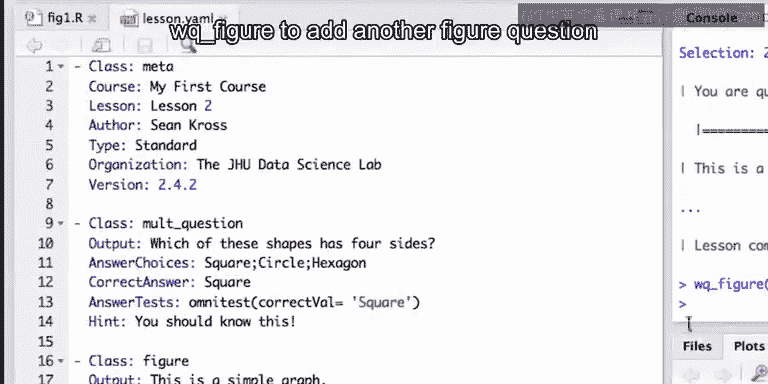 fig1.R
lesson.yaml
Console
wq_figure to add another figure question
1 - Class: meta
2 Course: My First Course
3 Lesson: Lesson 2
4 Author: Sean Kross
5 Type: Standard
6 Organization: The JHU Data Science Lab
7 Version: 2.4.2
8
9 - Class: mult_question
10 Output: Which of these shapes has four sides?
11 AnswerChoices: Square;Circle;Hexagon
12 CorrectAnswer: Square
13 AnswerTests: omnitest(correctVal= 'Square')
14 Hint: You should know this!
15
16 - Class: figure
17 Output: This is a simple graph.
Selection: 2
| You are qu
|=========
| This is a
...
| Lesson com
> wq_figure(
>
Files Plots